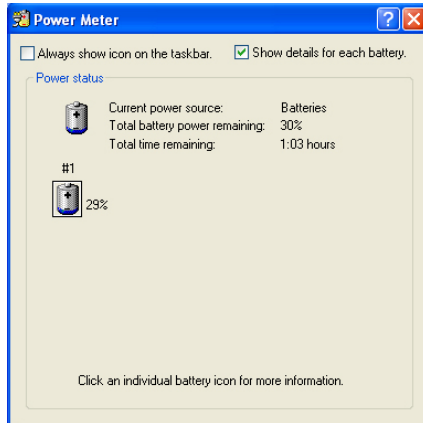 Power Meter
Always show icon on the taskbar. Show details for each battery.
Power status
Current power source: Batteries
Total battery power remaining: 30%
Total time remaining: 1:03 hours
#1
29%
Click an individual battery icon for more information.